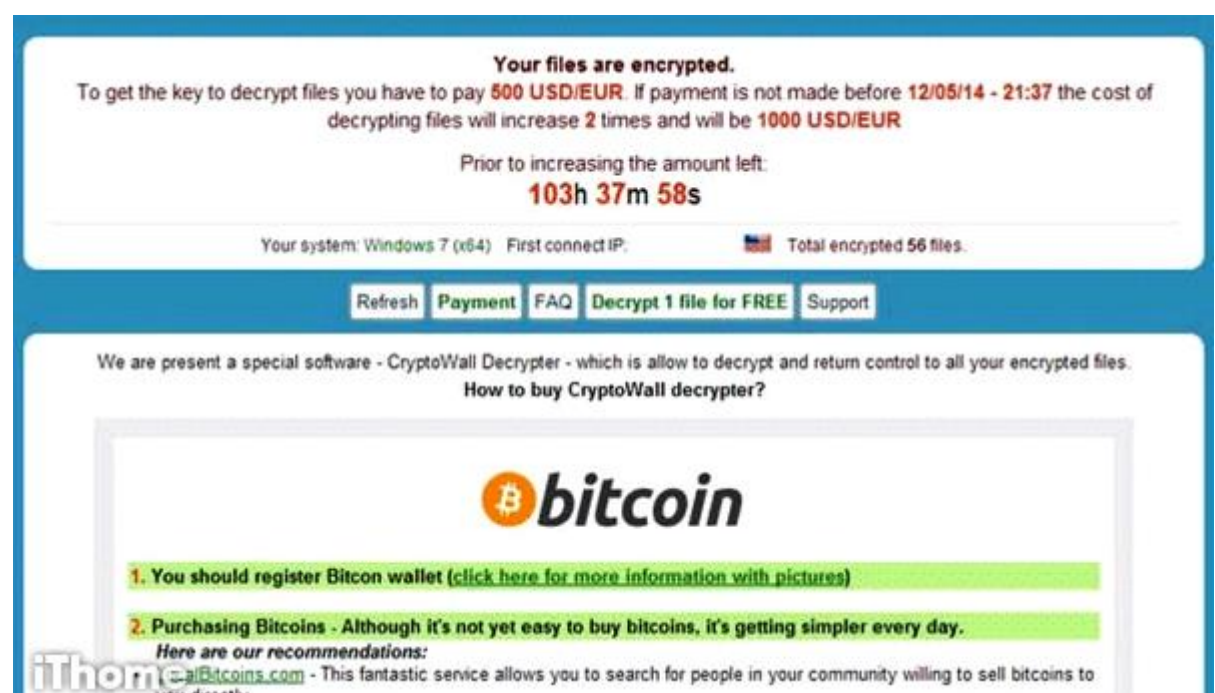 Your files are encrypted.
To get the key to decrypt files you have to pay 500 USD/EUR. If payment is not made before 12/05/14 - 21:37 the cost of
decrypting files will increase 2 times and will be 1000 USD/EUR
Prior to increasing the amount left:
103h 37m 58s
Your system: Windows 7 (x64) First connect IP: Total encrypted 56 files.
Refresh Payment FAQ Decrypt 1 file for FREE Support
We are present a special software - CryptoWall Decrypter - which is allow to decrypt and return control to all your encrypted files.
How to buy CryptoWall decrypter?
bitcoin
1. You should register Bitcon wallet (click here for more information with pictures)
2. Purchasing Bitcoins - Although it's not yet easy to buy bitcoins, it's getting simpler every day.
Here are our recommendations:
alBitcoins.com - This fantastic service allows you to search for people in your community willing to sell bitcoins to
iThome